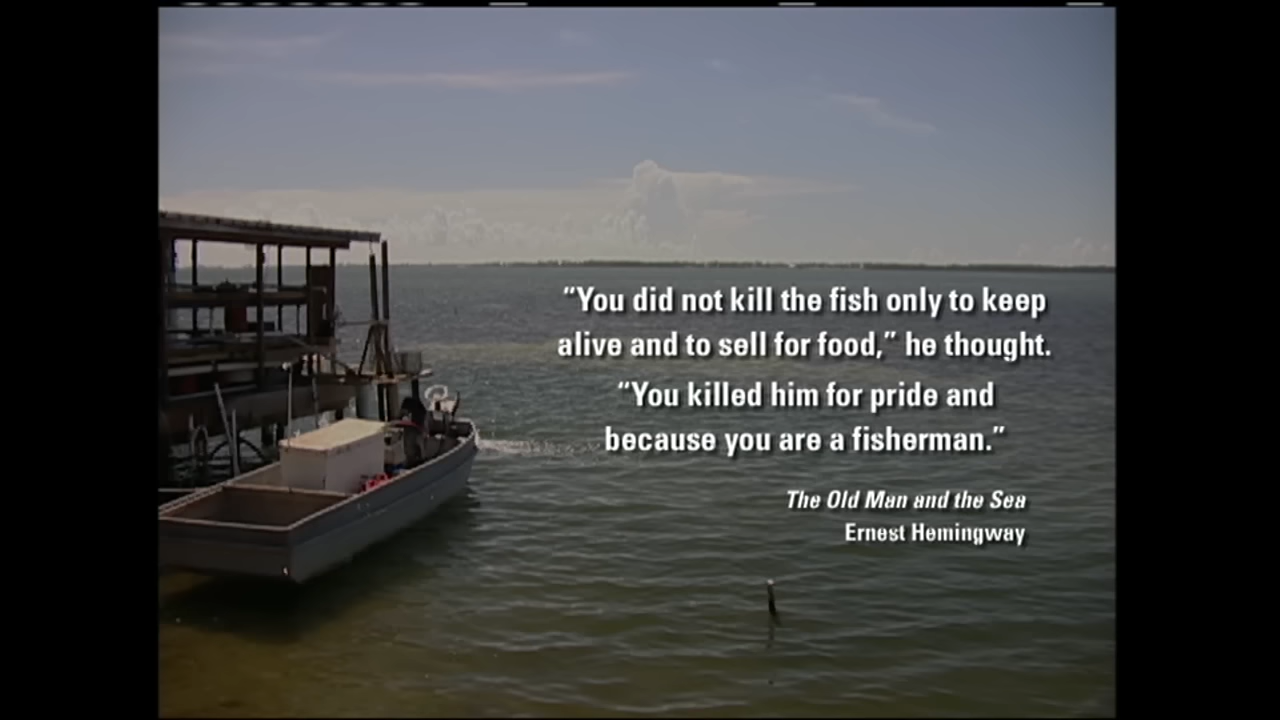 "You did not kill the fish only to keep
alive and to sell for food," he thought.
"You killed him for pride and
because you are a fisherman."
The Old Man and the Sea
Ernest Hemingway